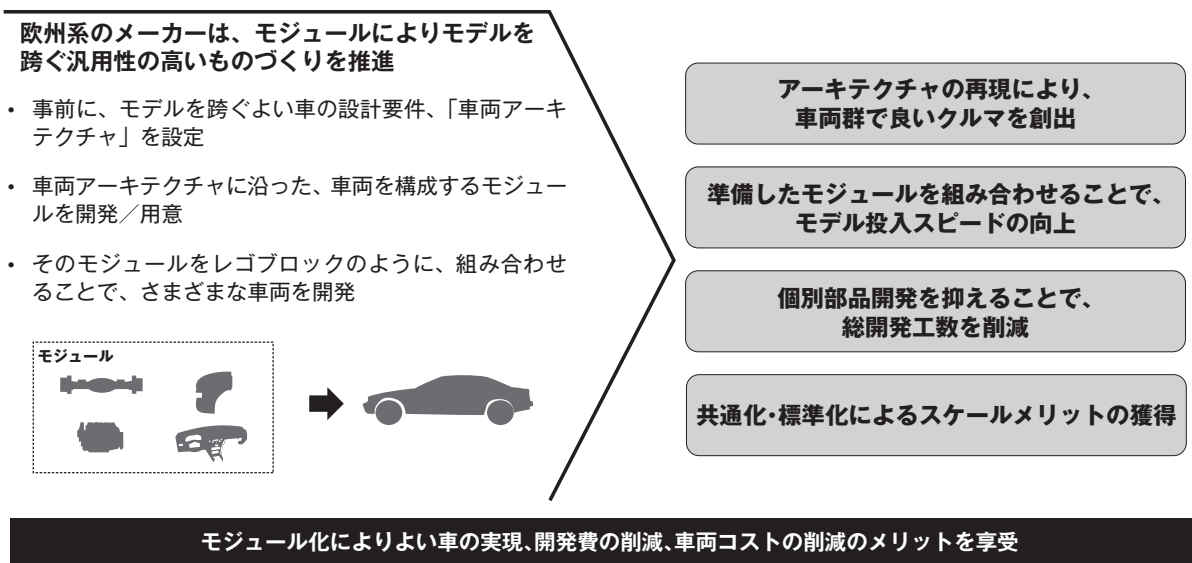 欧州系のメーカーは、モジュールによりモデルを
跨ぐ汎用性の高いものづくりを推進
• 事前に、モデルを跨ぐよい車の設計要件、「車両アーキ
テクチャ」を設定
• 車両アーキテクチャに沿った、車両を構成するモジュー
ルを開発／用意
• そのモジュールをレゴブロックのように、組み合わせ
ることで、さまざまな車両を開発
モジュール
アーキテクチャの再現により、
車両群で良いクルマを創出
準備したモジュールを組み合わせることで、
モデル投入スピードの向上
個別部品開発を抑えることで、
総開発工数を削減
共通化・標準化によるスケールメリットの獲得
モジュール化によりよい車の実現、開発費の削減、車両コストの削減のメリットを享受